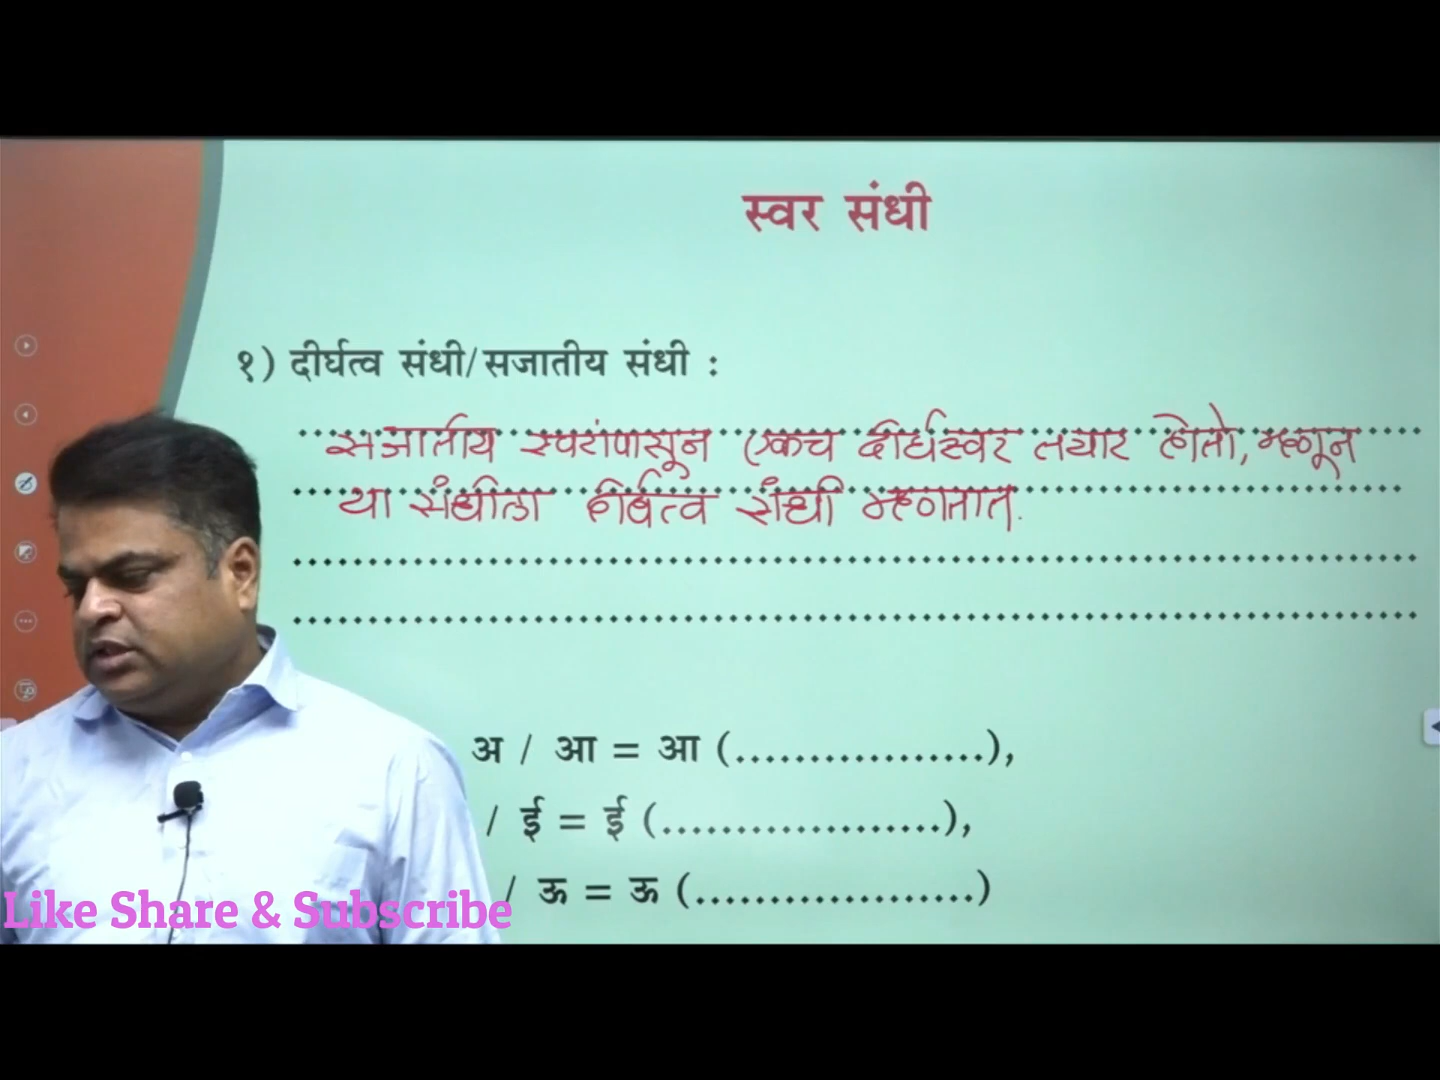 स्वर संधी
१) दीर्घत्व संधी/सजातीय संधी :
सजातीय स्वरांपासून एकच दीर्घस्वर तयार होतो, म्हणून
या संधीला दीर्घत्व संधी म्हणतात.
अ / आ = आ (.................),
/ ई = ई (...................),
/ ऊ = ऊ (...................)
Like Share & Subscribe